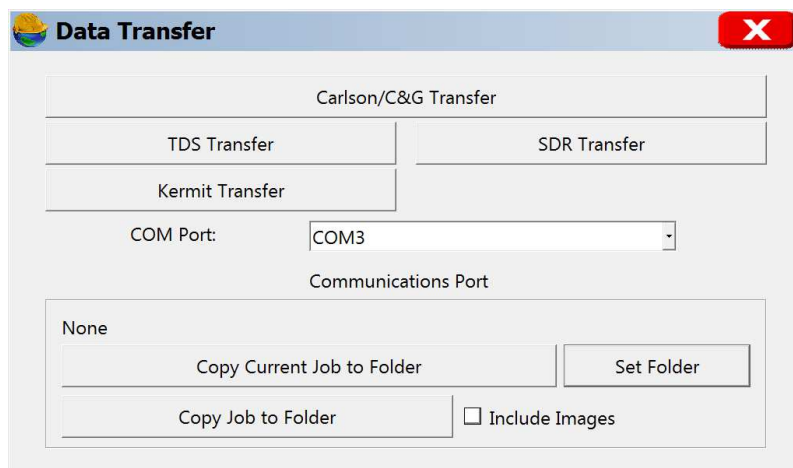 Data Transfer
X
Carlson/C&G Transfer
TDS Transfer
SDR Transfer
Kermit Transfer
COM Port:
COM3
Communications Port
None
Copy Current Job to Folder
Set Folder
Copy Job to Folder
Include Images